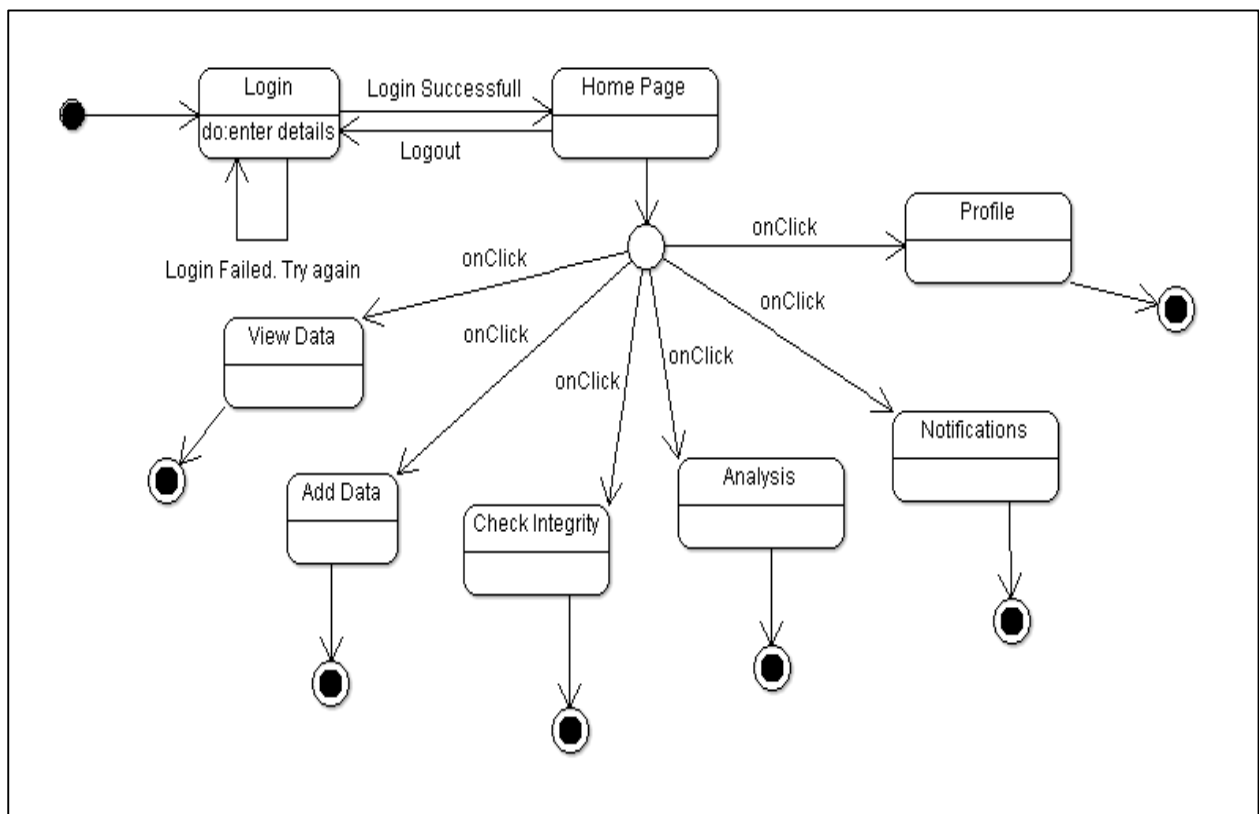 Login
Login Successfull
Home Page
do:enter details
Logout
Profile
onClick
Login Failed. Try again
onClick
onClick
View Data
onClick
onClick
onClick
Notifications
Analysis
Add Data
Check Integrity